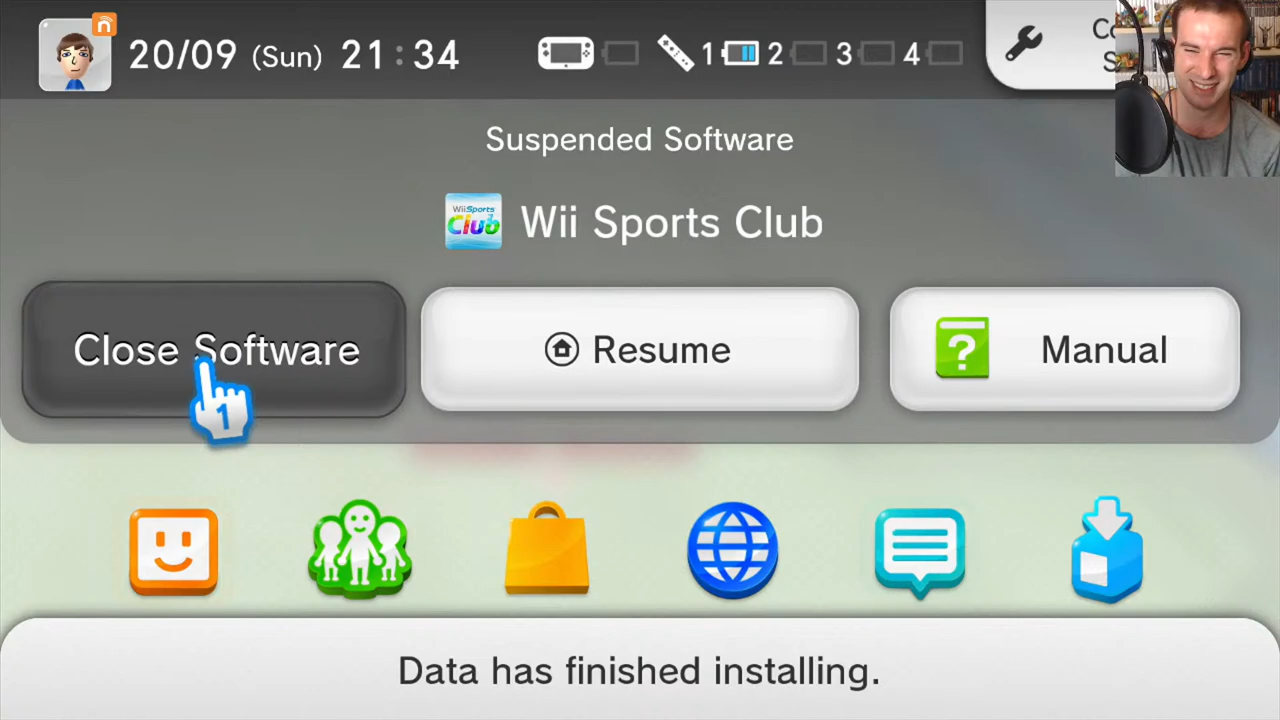 20/09 (Sun) 21:34 1 2 3 4
Suspended Software
Wii Sports Club
Wii Sports Club
Close Software
Resume
Manual
1
Data has finished installing.